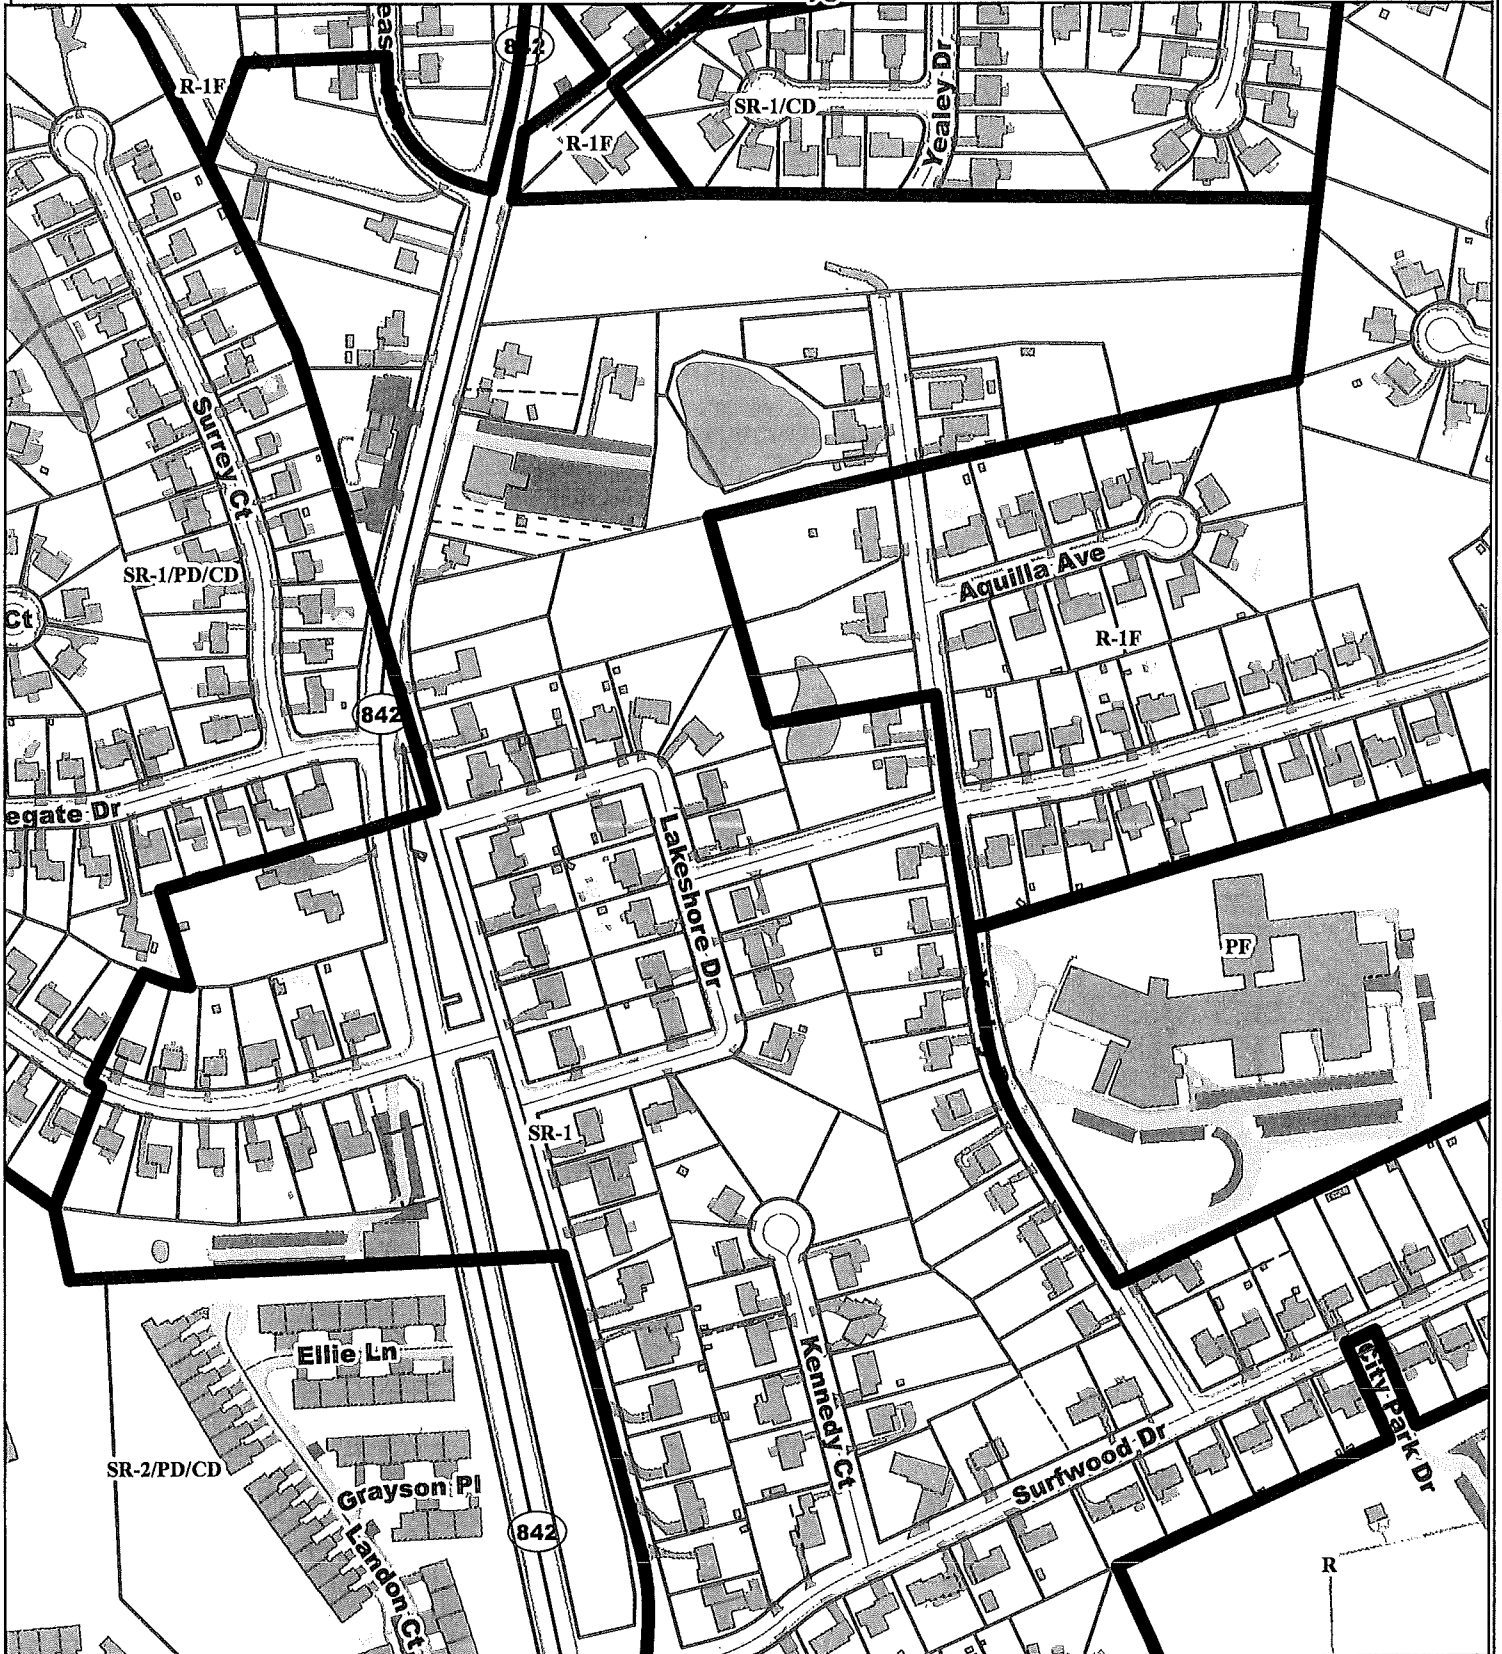 842
R-1F
SR-1/CD
Yealey Dr
R-1F
Surrey Ct
SR-1/PD/CD
Aquilla Ave
Ct
R-1F
842
egate Dr
Lakeshore Dr
PF
SR-1
Ellie Ln
Kennedy Ct
City Park Dr
SR-2/PD/CD
Grayson Pl
Surfwood Dr
842
Landon Ct
R